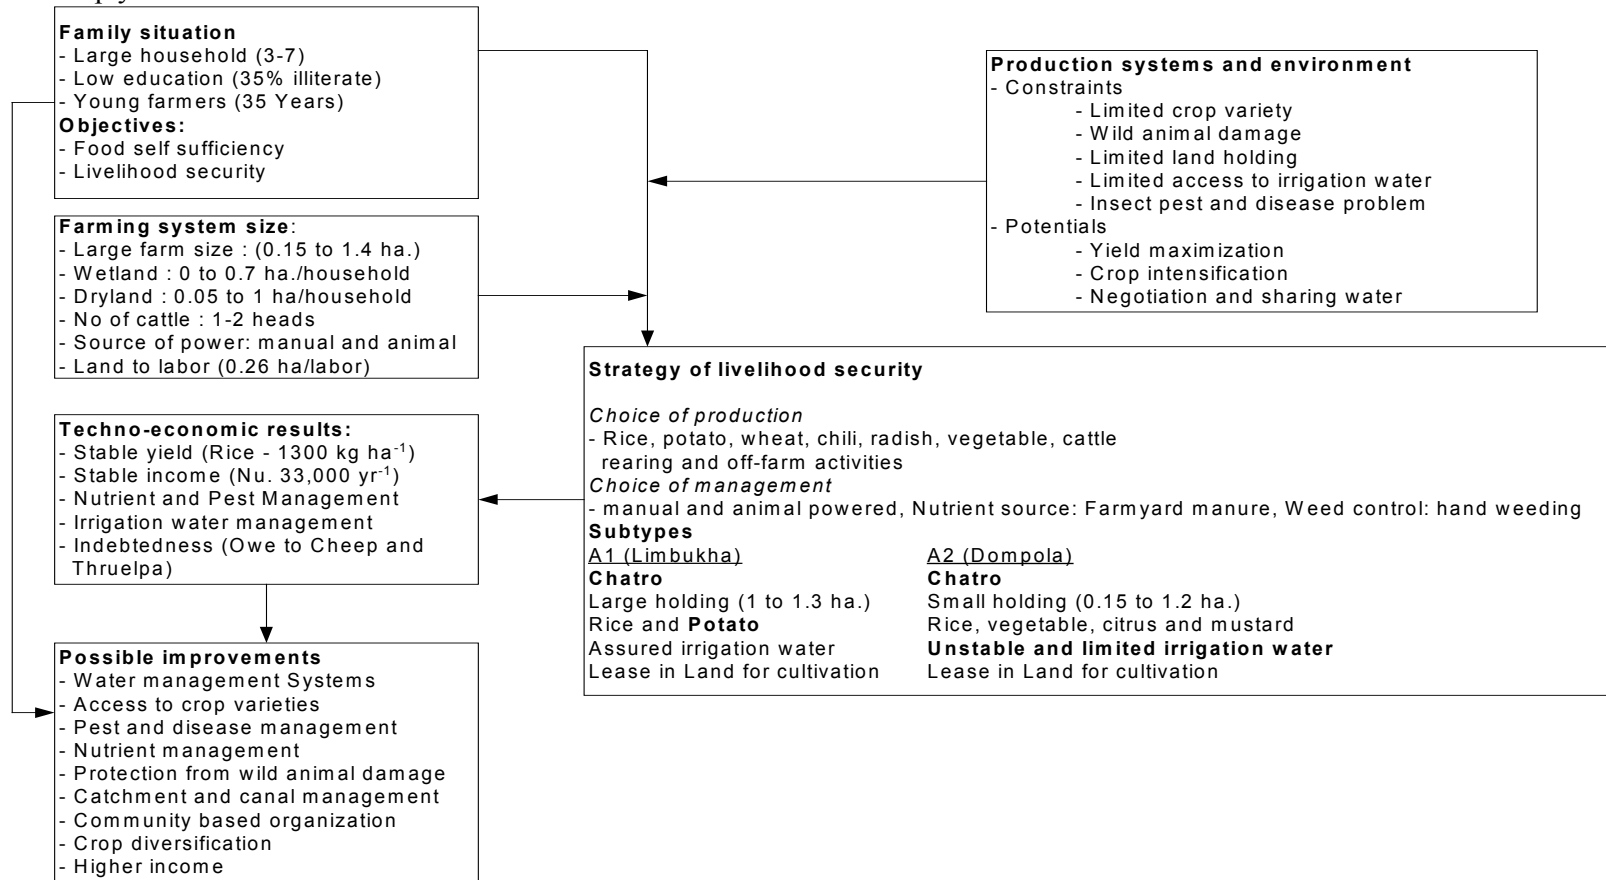 Family situation
- Large household (3-7)
- Low education (35% illiterate)
- Young farmers (35 Years)
Objectives:
- Food self sufficiency
- Livelihood security
Production systems and environment
- Constraints
- Limited crop variety
- Wild animal damage
- Limited land holding
- Limited access to irrigation water
- Insect pest and disease problem
- Potentials
- Yield maximization
- Crop intensification
- Negotiation and sharing water
Farming system size:
- Large farm size : (0.15 to 1.4 ha.)
- Wetland : 0 to 0.7 ha./household
- Dryland : 0.05 to 1 ha/household
- No of cattle : 1-2 heads
- Source of power: manual and animal
- Land to labor (0.26 ha/labor)
Strategy of livelihood security
Choice of production
- Rice, potato, wheat, chili, radish, vegetable, cattle
rearing and off-farm activities
Choice of management
- manual and animal powered, Nutrient source: Farmyard manure, Weed control: hand weeding
Subtypes
A1 (Limbukha) A2 (Dompola)
Chatro Chatro
Large holding (1 to 1.3 ha.) Small holding (0.15 to 1.2 ha.)
Rice and Potato Rice, vegetable, citrus and mustard
Assured irrigation water Unstable and limited irrigation water
Lease in Land for cultivation Lease in Land for cultivation
Techno-economic results:
- Stable yield (Rice - 1300 kg ha⁻¹)
- Stable income (Nu. 33,000 yr⁻¹)
- Nutrient and Pest Management
- Irrigation water management
- Indebtedness (Owe to Cheep and
Thruelpa)
Possible improvements
- Water management Systems
- Access to crop varieties
- Pest and disease management
- Nutrient management
- Protection from wild animal damage
- Catchment and canal management
- Community based organization
- Crop diversification
- Higher income